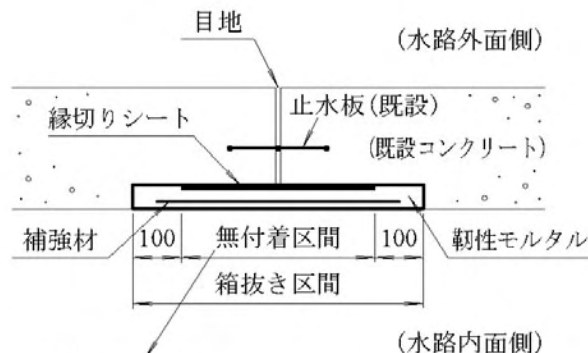 目地
(水路外面側)
止水板(既設)
縁切りシート
(既設コンクリート)
補強材
100
無付着区間
100
靭性モルタル
箱抜き区間
(水路内面側)